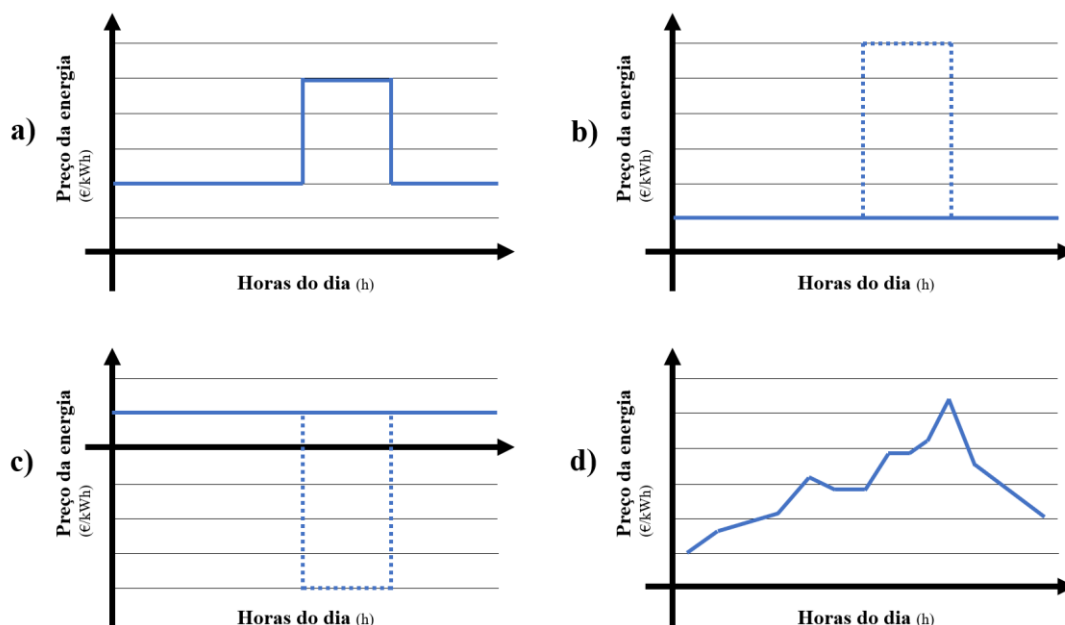 a)
Preço da energia
(€/kWh)
Horas do dia (h)
b)
Preço da energia
(€/kWh)
Horas do dia (h)
c)
Preço da energia
(€/kWh)
Horas do dia (h)
d)
Preço da energia
(€/kWh)
Horas do dia (h)